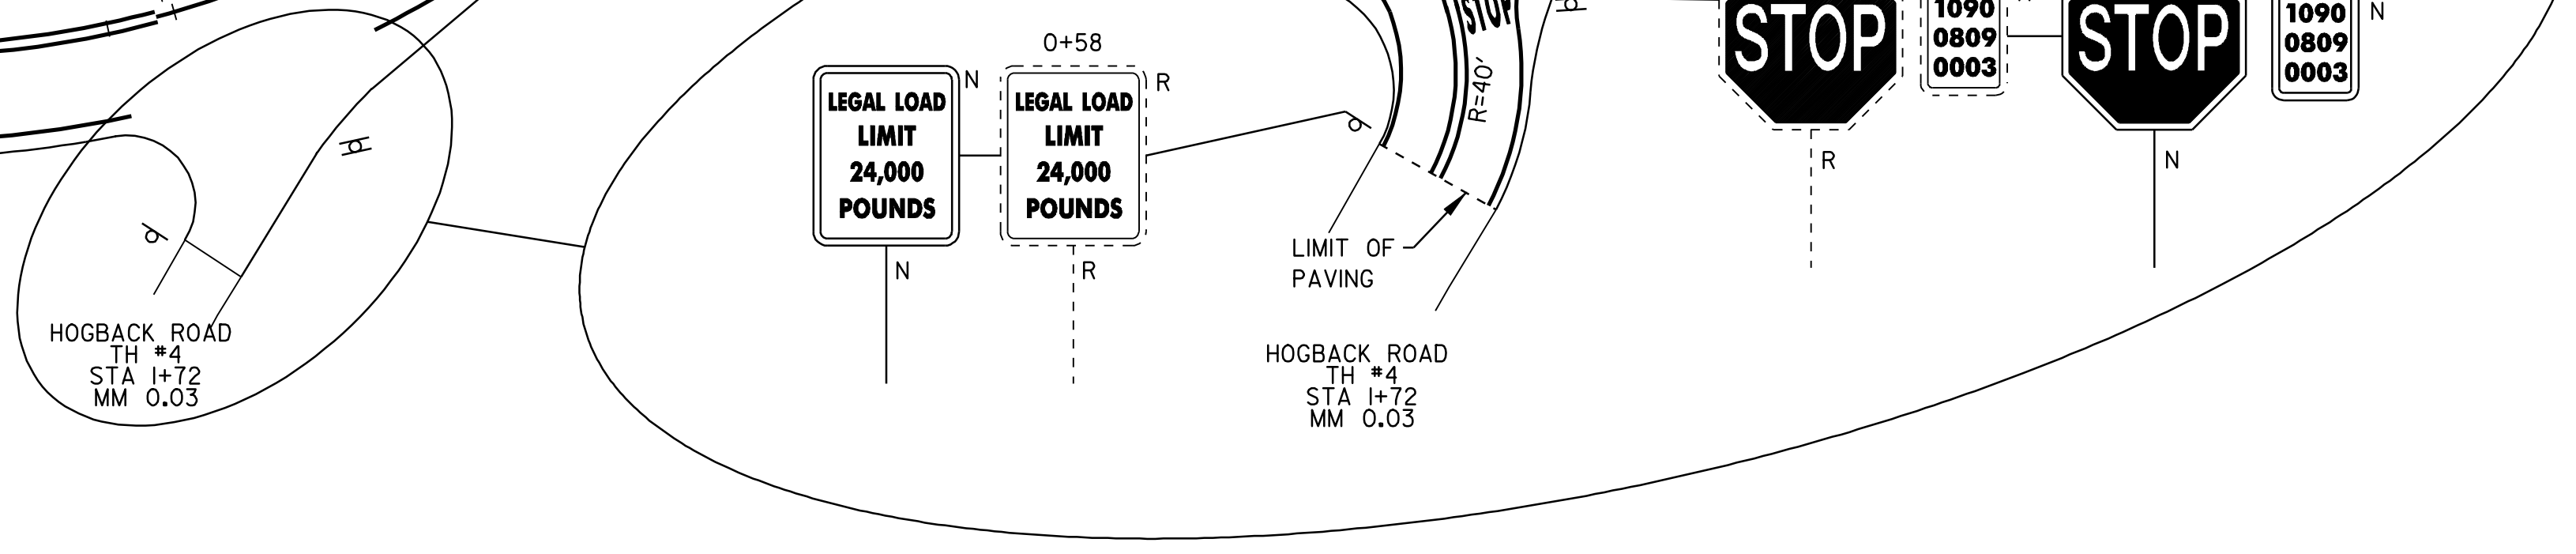 0+58
LEGAL LOAD
LIMIT
24,000
POUNDS
N
N
LEGAL LOAD
LIMIT
24,000
POUNDS
R
R
STOP
R=40'
LIMIT OF
PAVING
HOGBACK ROAD
TH #4
STA 1+72
MM 0.03
HOGBACK ROAD
TH #4
STA 1+72
MM 0.03
STOP
R
1090
0809
0003
STOP
N
1090
0809
0003
N